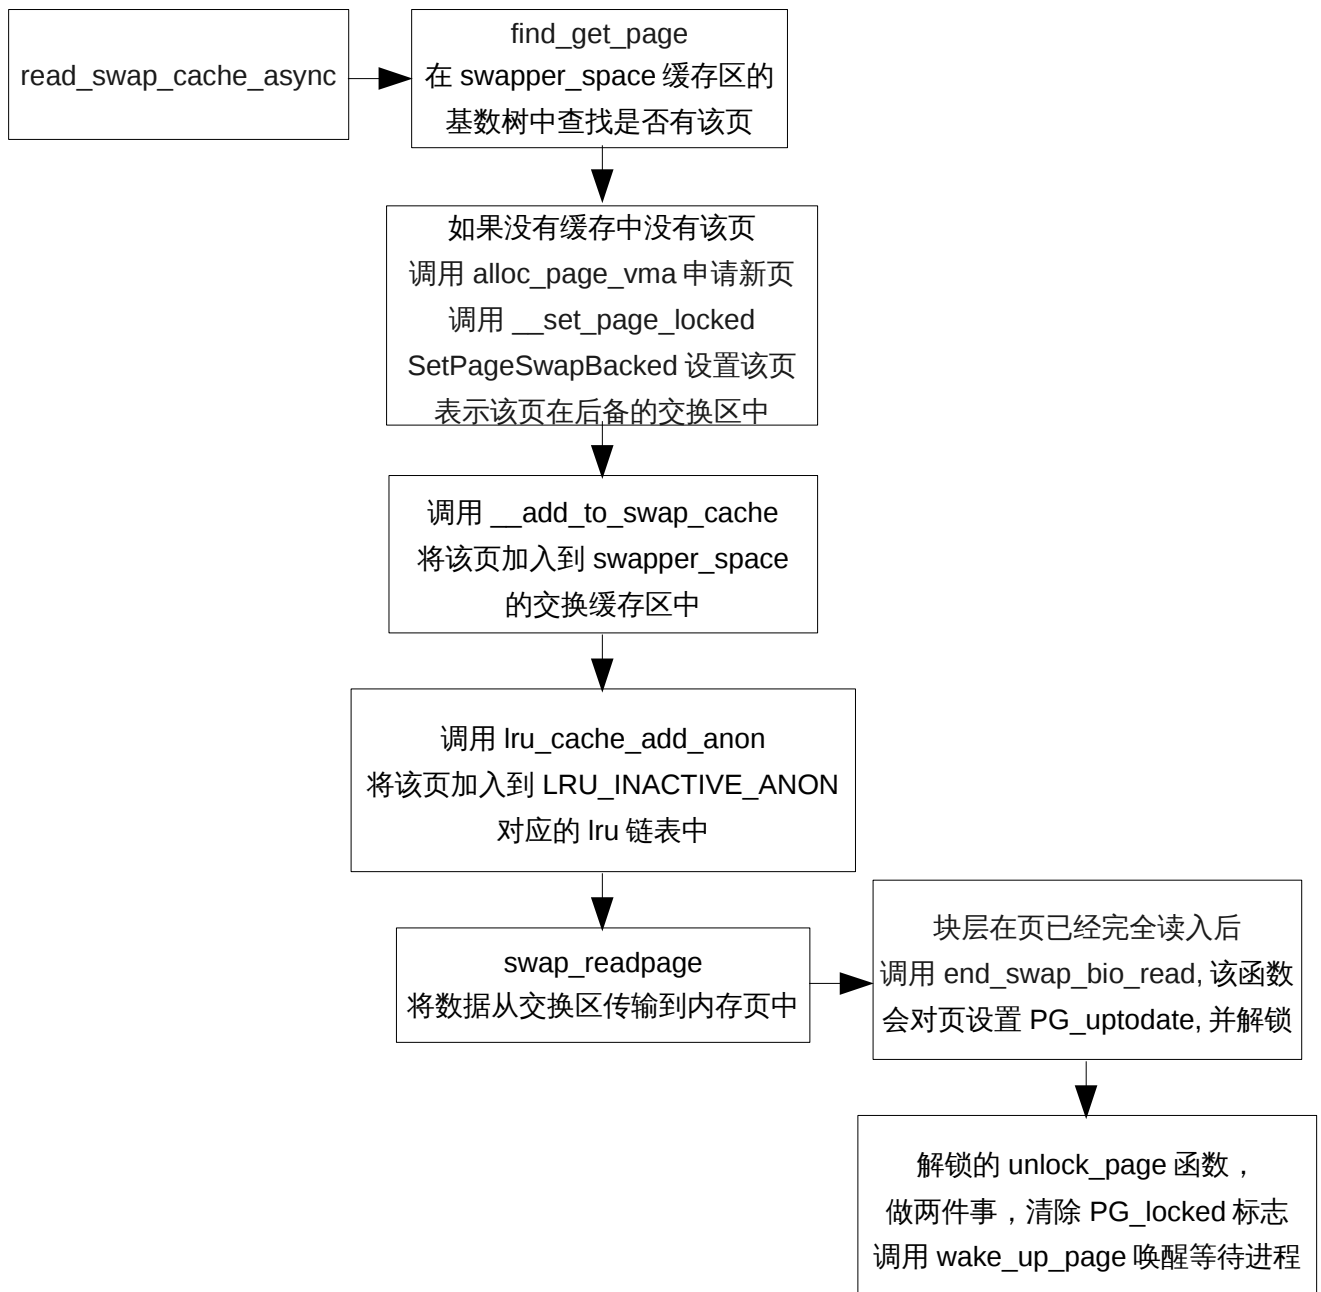 read_swap_cache_async
find_get_page
在 swapper_space 缓存区的
基数树中查找是否有该页
如果没有缓存中没有该页
调用 alloc_page_vma 申请新页
调用 __set_page_locked
SetPageSwapBacked 设置该页
表示该页在后备的交换区中
调用 __add_to_swap_cache
将该页加入到 swapper_space
的交换缓存区中
调用 lru_cache_add_anon
将该页加入到 LRU_INACTIVE_ANON
对应的 lru 链表中
swap_readpage
将数据从交换区传输到内存页中
块层在页已经完全读入后
调用 end_swap_bio_read, 该函数
会对页设置 PG_uptodate, 并解锁
解锁的 unlock_page 函数，
做两件事，清除 PG_locked 标志
调用 wake_up_page 唤醒等待进程